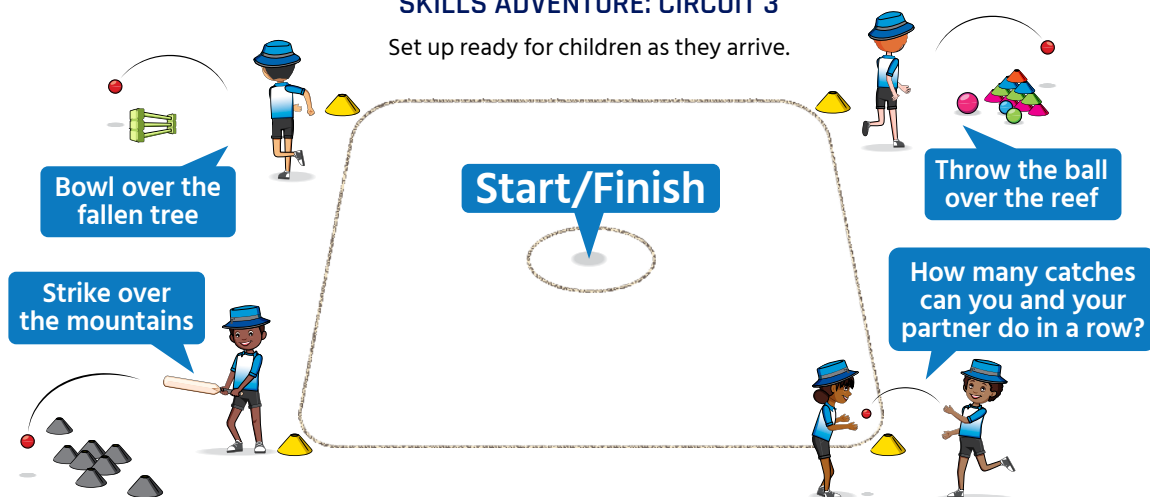 SKILLS ADVENTURE: CIRCUIT 3
Set up ready for children as they arrive.
Bowl over the
fallen tree
Start/Finish
Throw the ball
over the reef
Strike over
the mountains
How many catches
can you and your
partner do in a row?